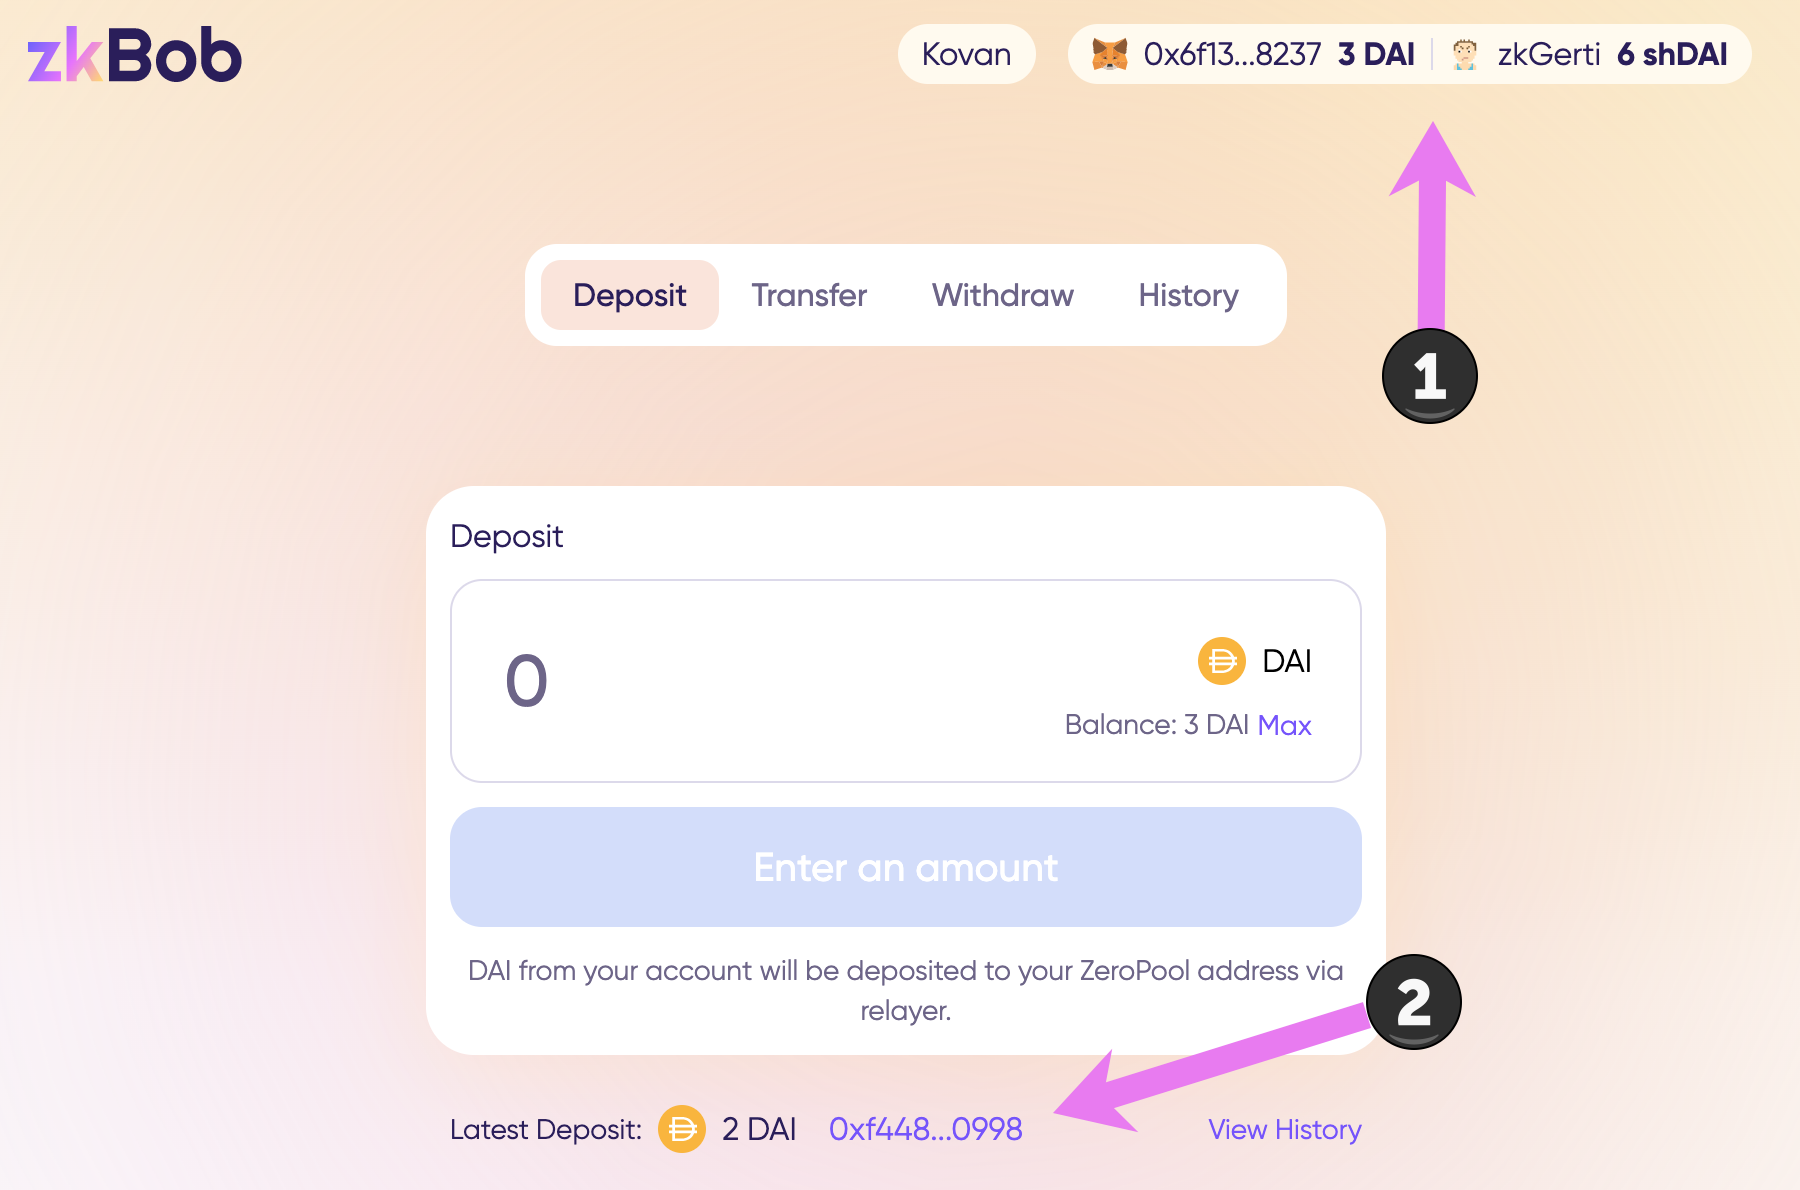 zkBob
Kovan
0x6f13...8237 3 DAI
zkGerti 6 shDAI
Deposit Transfer Withdraw History
1
Deposit
0
DAI
Balance: 3 DAI Max
Enter an amount
DAI from your account will be deposited to your ZeroPool address via
relayer.
2
Latest Deposit: 2 DAI 0xf448...0998 View History